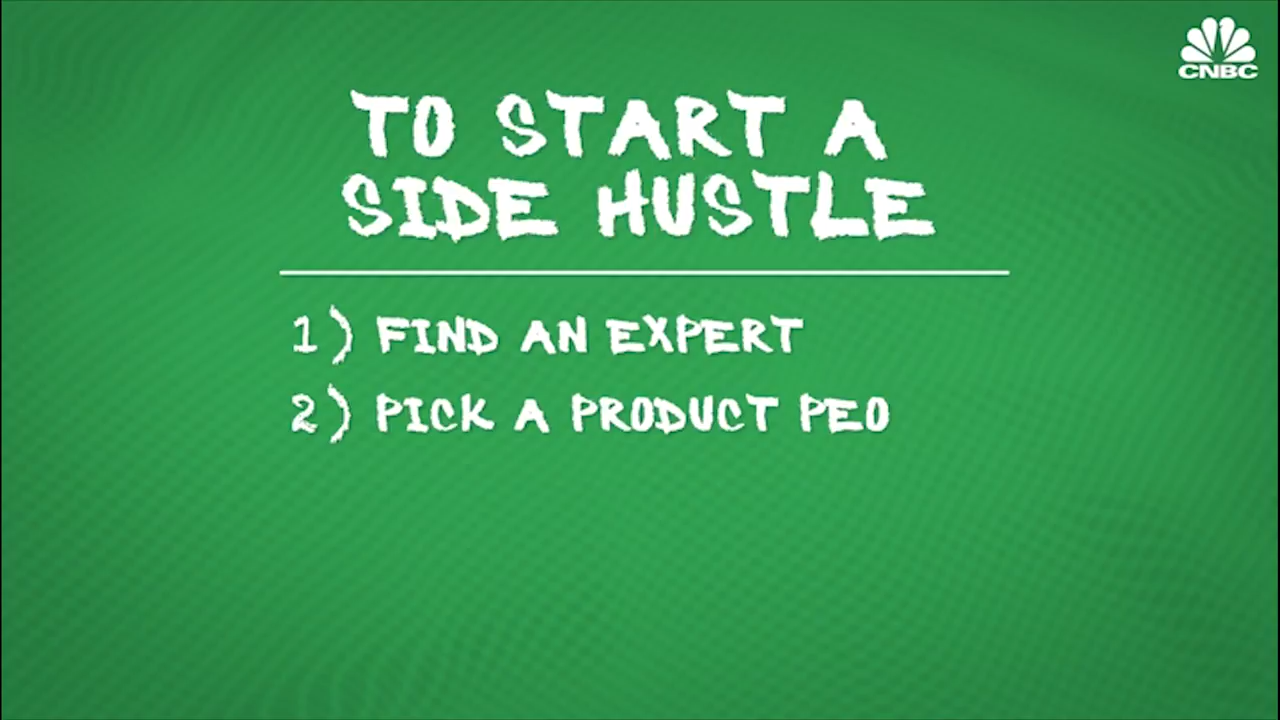 CNBC
TO START A
SIDE HUSTLE
1) FIND AN EXPERT
2) PICK A PRODUCT PEO